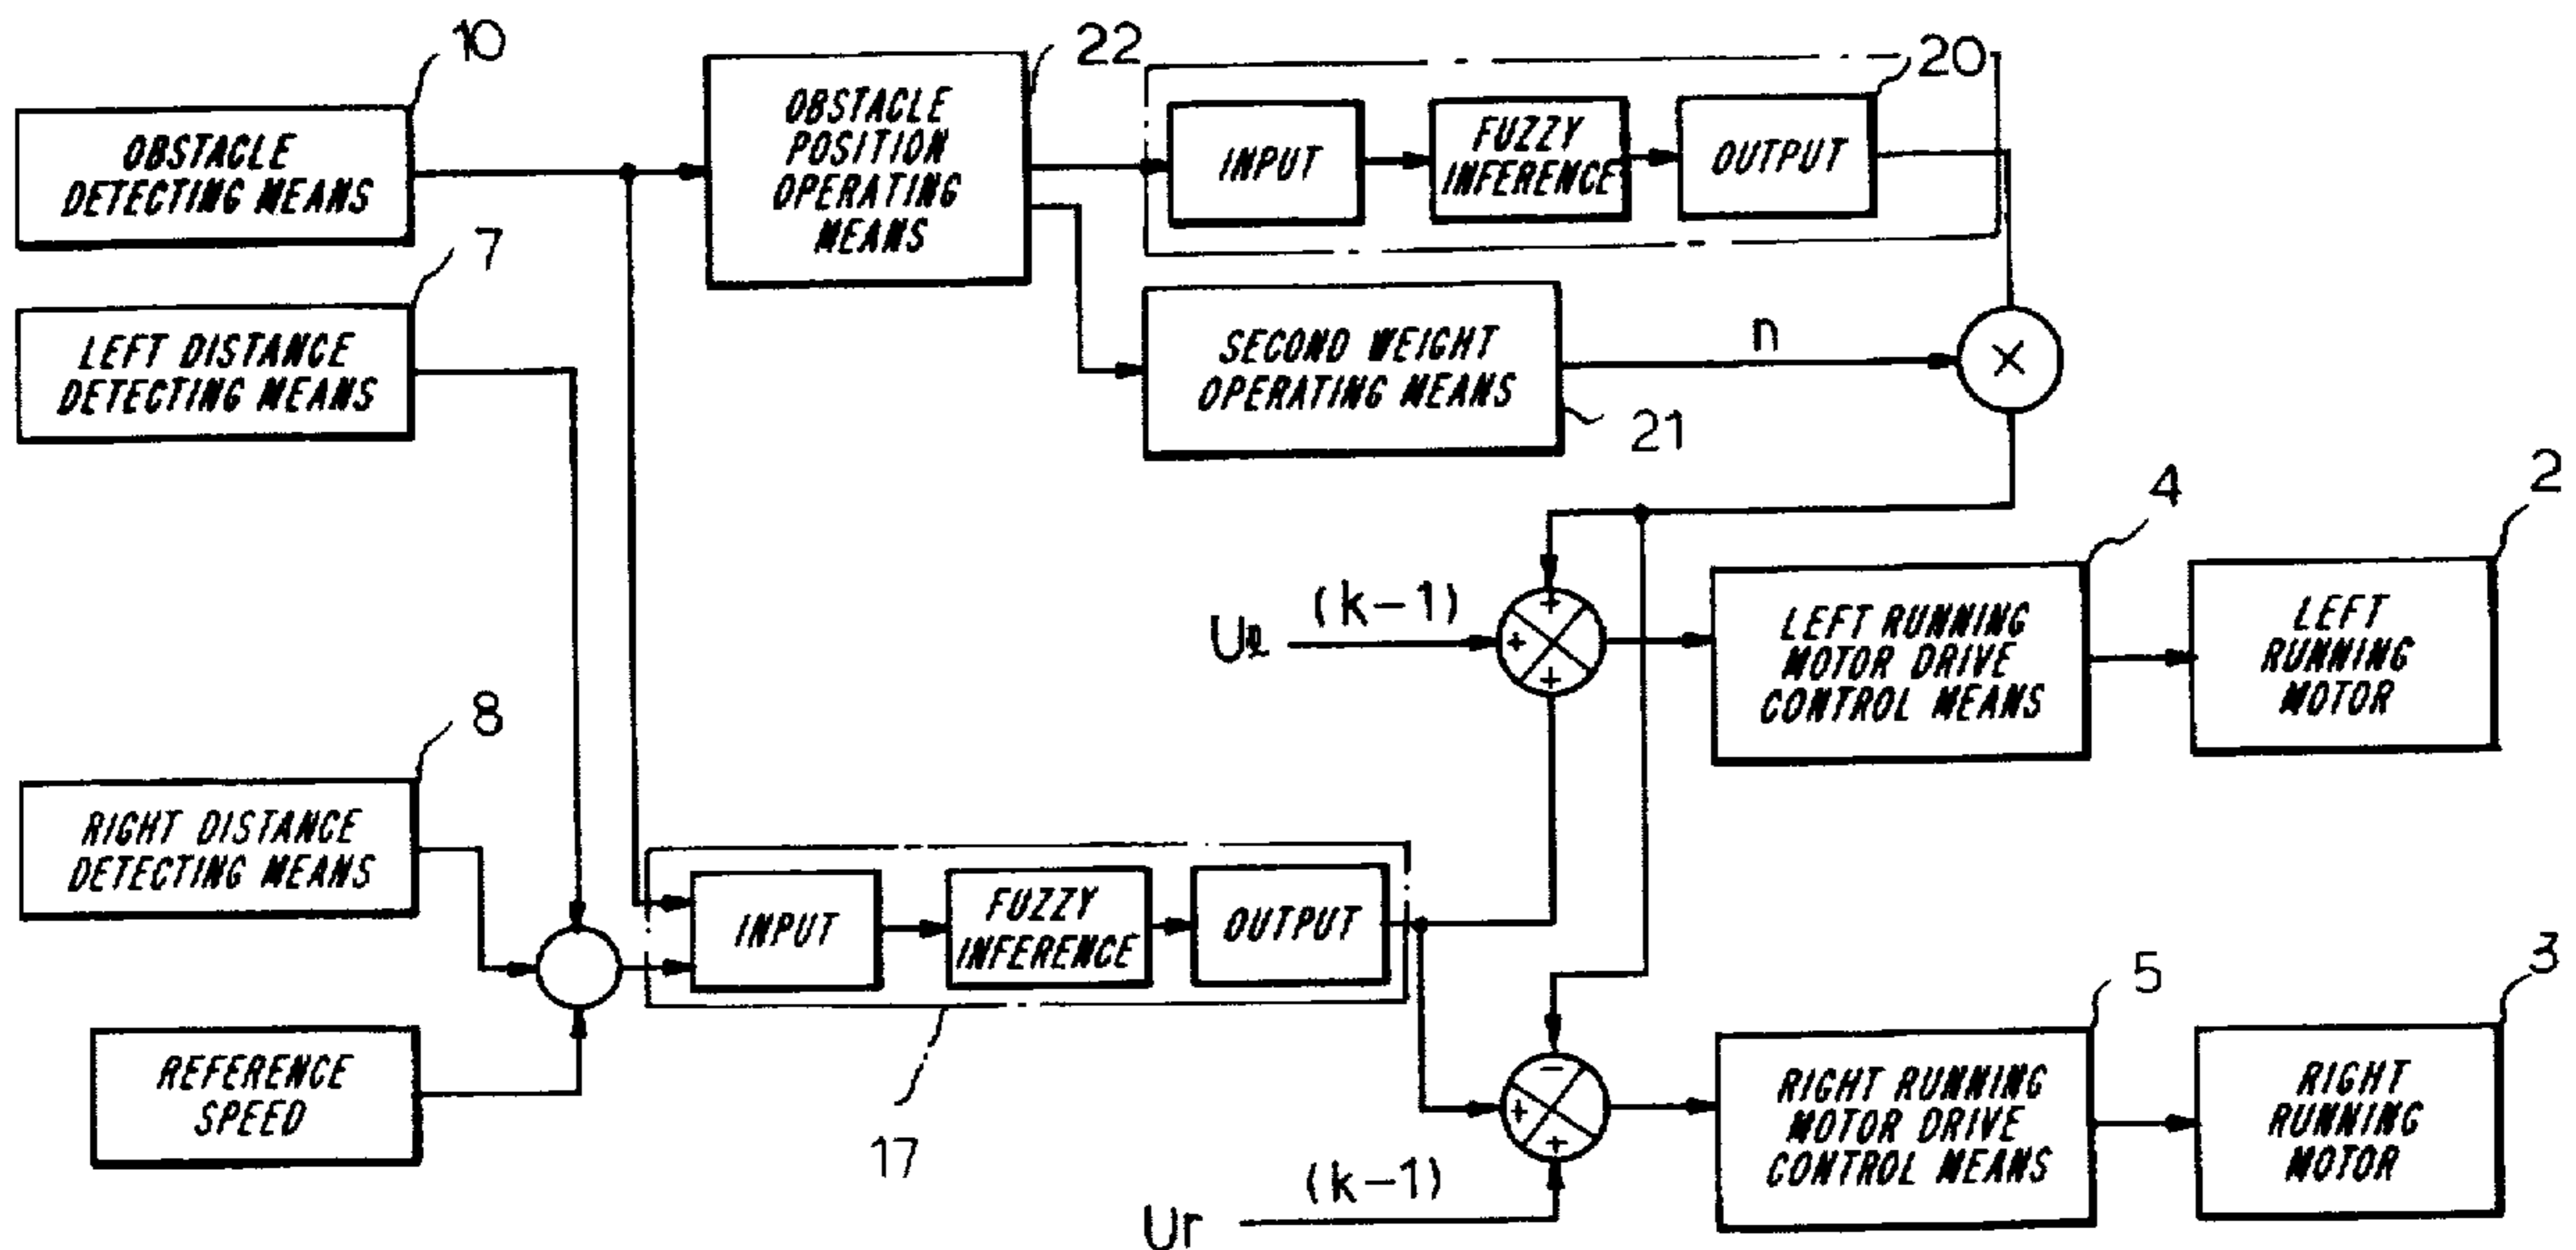 10
OBSTACLE
DETECTING MEANS
22
OBSTACLE
POSITION
OPERATING
MEANS
20
INPUT
FUZZY
INFERENCE
OUTPUT
7
LEFT DISTANCE
DETECTING MEANS
SECOND WEIGHT
OPERATING MEANS
21
n
×
4
2
Uℓ (k-1)
+
+
+
LEFT RUNNING
MOTOR DRIVE
CONTROL MEANS
LEFT
RUNNING
MOTOR
8
RIGHT DISTANCE
DETECTING MEANS
INPUT
FUZZY
INFERENCE
OUTPUT
17
REFERENCE
SPEED
5
3
-
+
+
Ur (k-1)
RIGHT RUNNING
MOTOR DRIVE
CONTROL MEANS
RIGHT
RUNNING
MOTOR